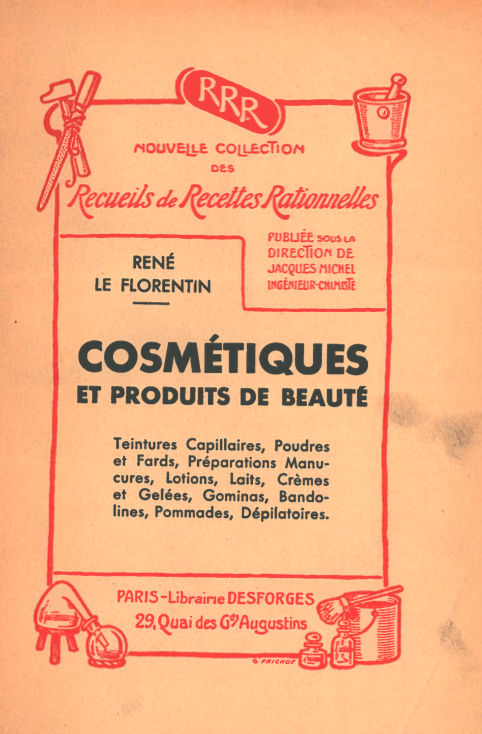 RRR
NOUVELLE COLLECTION
DES
Recueils de Recettes Rationnelles
PUBLIÉE SOUS LA
DIRECTION DE
JACQUES MICHEL
INGÉNIEUR-CHIMISTE
RENÉ
LE FLORENTIN
COSMÉTIQUES
ET PRODUITS DE BEAUTÉ
Teintures Capillaires, Poudres
et Fards, Préparations Manu-
cures, Lotions, Laits, Crèmes
et Gelées, Gominas, Bando-
lines, Pommades, Dépilatoires.
PARIS-Librairie DESFORGES
29, Quai des Gds Augustins